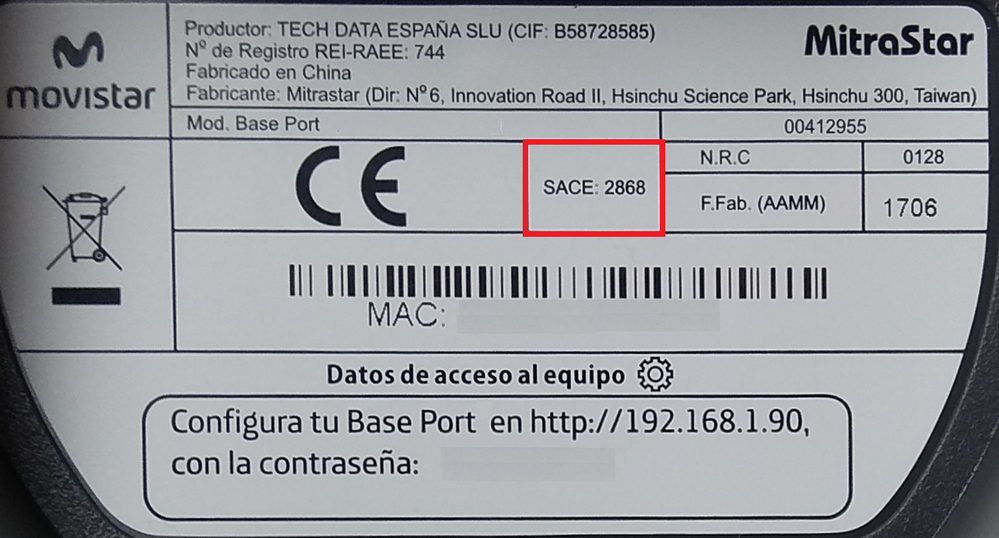 movistar
Productor: TECH DATA ESPAÑA SLU (CIF: B58728585)
Nº de Registro REI-RAEE: 744
Fabricado en China
Fabricante: Mitrastar (Dir: Nº6, Innovation Road II, Hsinchu Science Park, Hsinchu 300, Taiwan)
MitraStar
Mod. Base Port
00412955
CE
SACE: 2868
N.R.C
0128
F.Fab. (AAMM)
1706
MAC:
Datos de acceso al equipo
Configura tu Base Port en http://192.168.1.90,
con la contraseña: